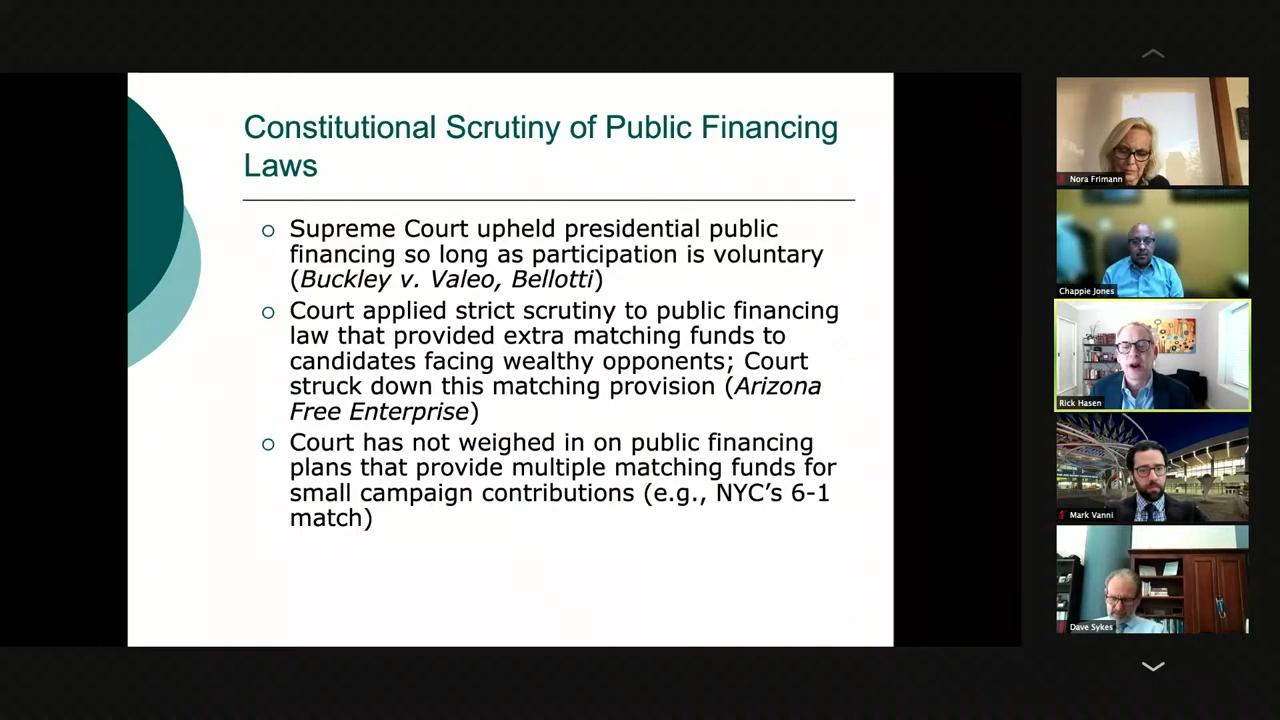 Constitutional Scrutiny of Public Financing
Laws
Supreme Court upheld presidential public
financing so long as participation is voluntary
(Buckley v. Valeo, Bellotti)
Court applied strict scrutiny to public financing
law that provided extra matching funds to
candidates facing wealthy opponents; Court
struck down this matching provision (Arizona
Free Enterprise)
Court has not weighed in on public financing
plans that provide multiple matching funds for
small campaign contributions (e.g., NYC’s 6-1
match)
Nora Frimann
Chappie Jones
Rick Hasen
Mark Vanni
Dave Sykes